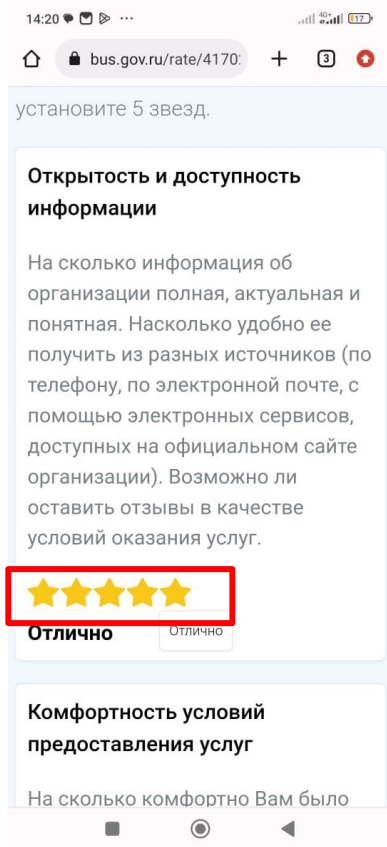 14:20
4G+
17
bus.gov.ru/rate/4170
3
установите 5 звезд.
Открытость и доступность
информации
На сколько информация об
организации полная, актуальная и
понятная. Насколько удобно ее
получить из разных источников (по
телефону, по электронной почте, с
помощью электронных сервисов,
доступных на официальном сайте
организации). Возможно ли
оставить отзывы в качестве
условий оказания услуг.
Отлично
Отлично
Комфортность условий
предоставления услуг
На сколько комфортно Вам было